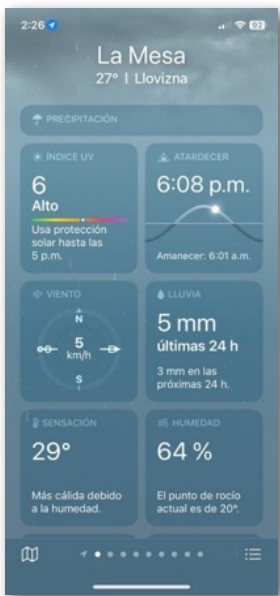 2:26
92
La Mesa
27° | Llovizna
PRECIPITACIÓN
ÍNDICE UV
6
Alto
Usa protección
solar hasta las
5 p.m.
ATARDECER
6:08 p.m.
Amanecer: 6:01 a.m.
VIENTO
N
5
km/h
S
LLUVIA
5 mm
últimas 24 h
3 mm en las
próximas 24 h.
SENSACIÓN
29°
Más cálida debido
a la humedad.
HUMEDAD
64 %
El punto de rocío
actual es de 20°.